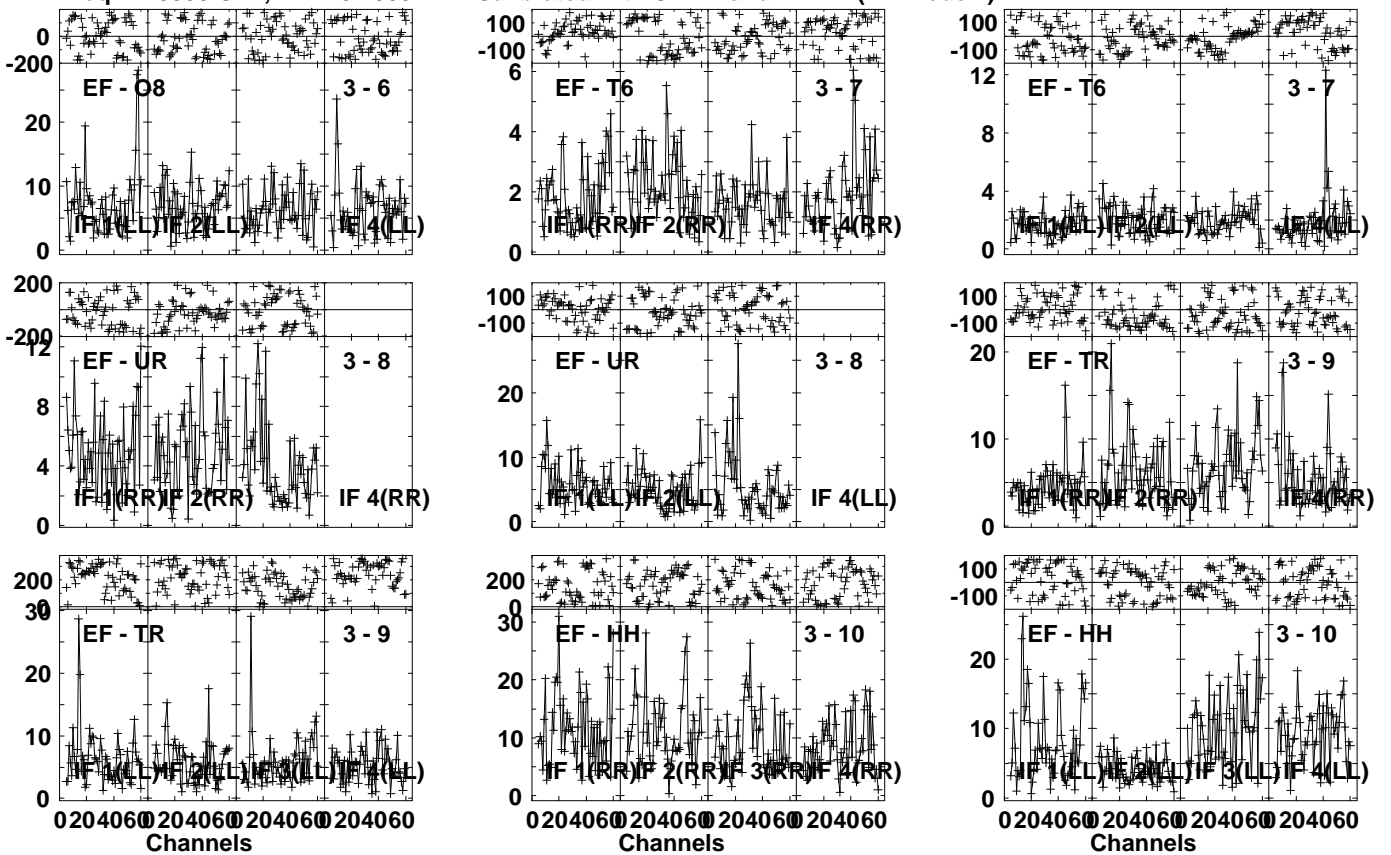 100
0
-100
-200
100
-100
EF - O8
3 - 6
20
10
0
IF 1(LL)
IF 2(LL)
IF 4(LL)
EF - T6
3 - 7
6
4
2
0
IF 1(RR)
IF 2(RR)
IF 4(RR)
EF - T6
3 - 7
12
8
4
0
IF 1(LL)
IF 2(LL)
IF 4(LL)
200
0
-200
100
-100
100
-100
EF - UR
3 - 8
12
8
4
0
IF 1(RR)
IF 2(RR)
IF 4(RR)
EF - UR
3 - 8
20
10
0
IF 1(LL)
IF 2(LL)
IF 4(LL)
EF - TR
3 - 9
20
10
0
IF 1(RR)
IF 2(RR)
IF 4(RR)
200
0
200
0
100
-100
EF - TR
3 - 9
30
20
10
0
IF 1(LL)
IF 2(LL)
IF 3(LL)
IF 4(LL)
EF - HH
3 - 10
30
20
10
0
IF 1(RR)
IF 2(RR)
IF 3(RR)
IF 4(RR)
EF - HH
3 - 10
20
10
0
IF 1(LL)
IF 2(LL)
IF 3(LL)
IF 4(LL)
0 20 40 60 0 20 40 60 0 20 40 60 0 20 40 60
Channels
0 20 40 60 0 20 40 60 0 20 40 60 0 20 40 60
Channels
0 20 40 60 0 20 40 60 0 20 40 60 0 20 40 60
Channels